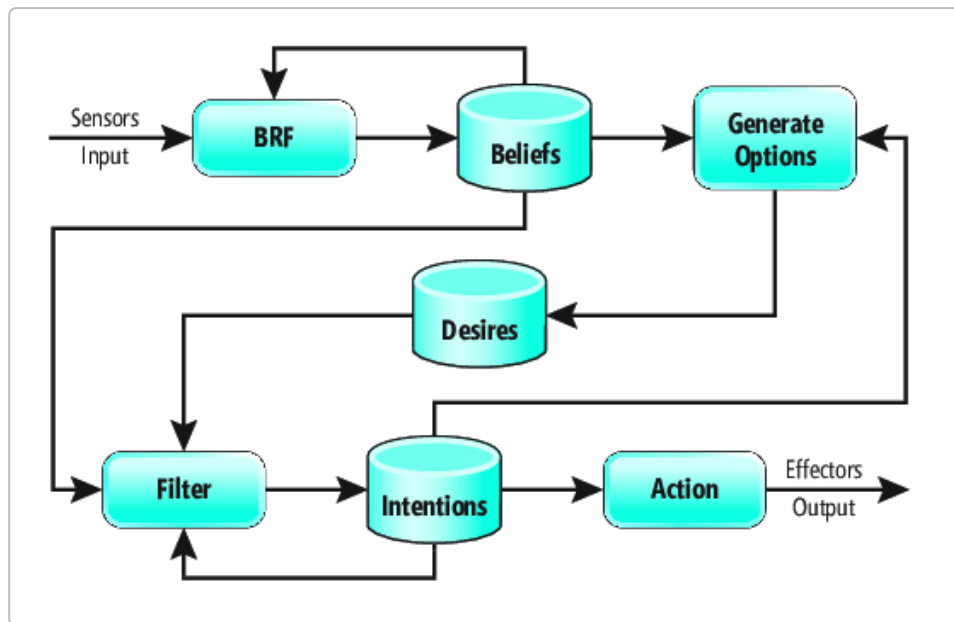 Sensors
Input
BRF
Beliefs
Generate
Options
Desires
Filter
Intentions
Action
Effectors
Output